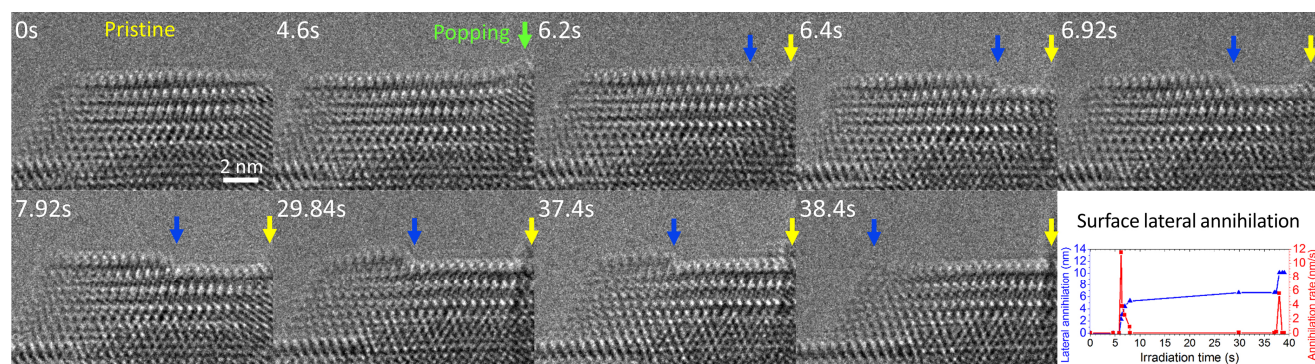 0s
Pristine
2 nm
4.6s
Popping
6.2s
6.4s
6.92s
7.92s
29.84s
37.4s
38.4s
Surface lateral annihilation
Lateral annihilation (nm)
14
12
10
8
6
4
2
0
0 5 10 15 20 25 30 35 40
Irradiation time (s)
12
10
8
6
4
2
0
Annihilation rate (nm/s)